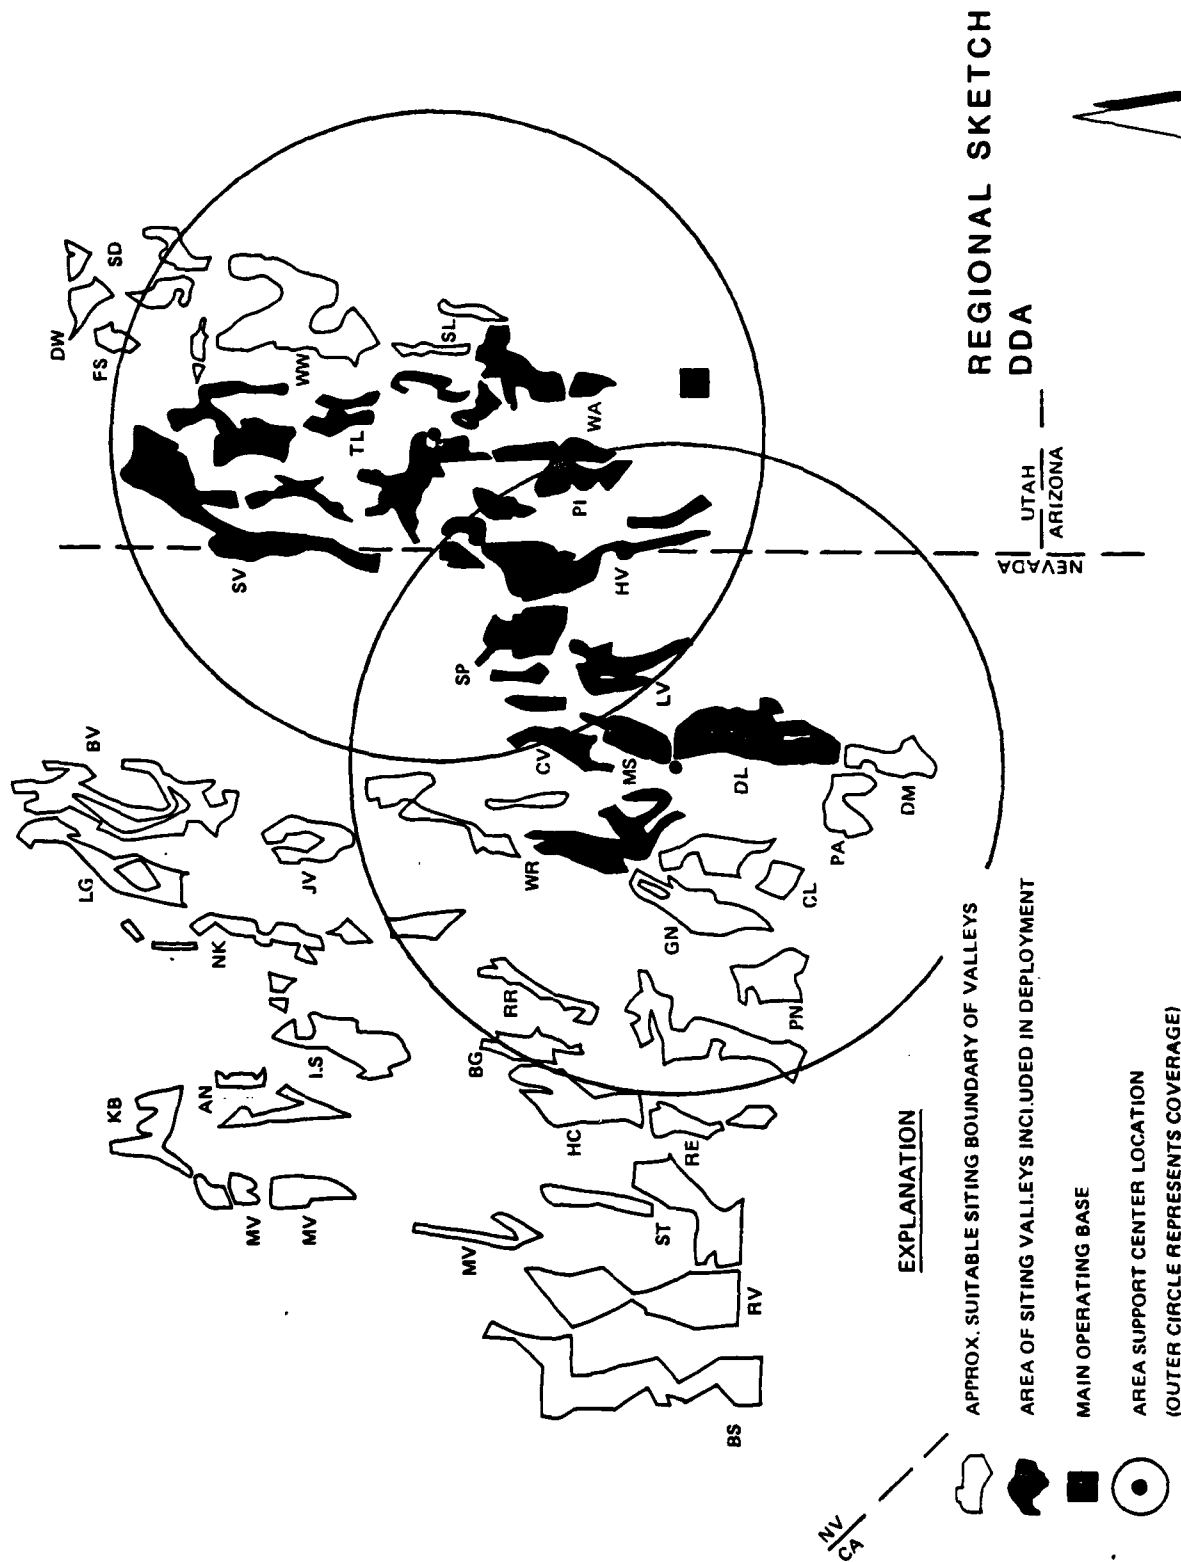 REGIONAL SKETCH
DDA
DW
SD
FS
BV
LG
SV
WW
TL
SL
KB
AN
NK
JV
I.S
MV
MV
SP
WA
PI
HV
CV
LV
MS
WR
RR
BG
GN
DL
MV
HC
RE
ST
PN
CL
PA
DM
BS
RV
UTAH
ARIZONA
NEVADA
NV
CA
EXPLANATION
APPROX. SUITABLE SITING BOUNDARY OF VALLEYS
AREA OF SITING VALLEYS INCLUDED IN DEPLOYMENT
MAIN OPERATING BASE
AREA SUPPORT CENTER LOCATION
(OUTER CIRCLE REPRESENTS COVERAGE)